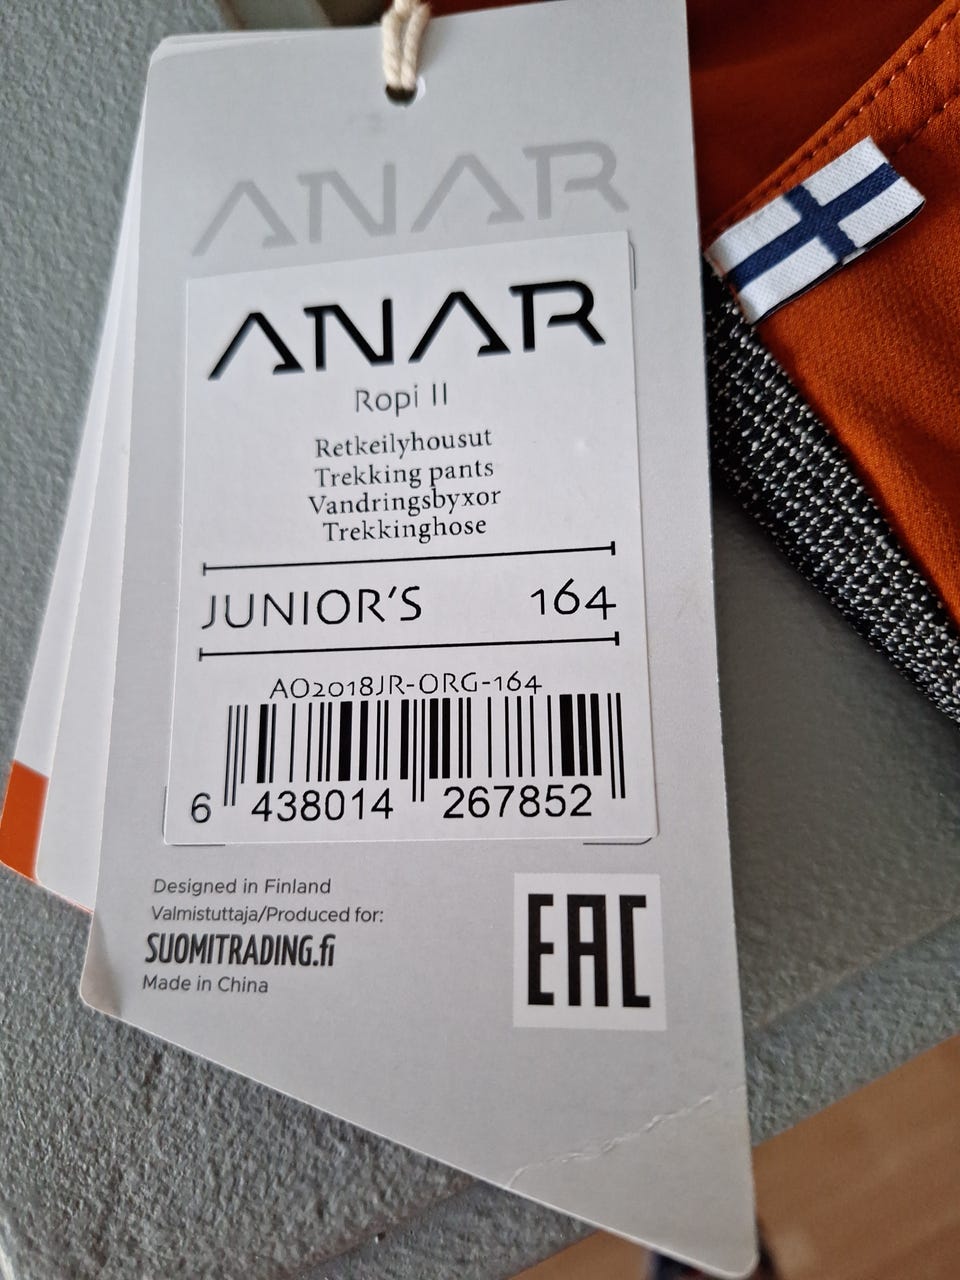 ANAR
ANAR
Ropi II
Retkeilyhousut
Trekking pants
Vandringsbyxor
Trekkinghose
JUNIOR'S 164
AO2018JR-ORG-164
6 438014 267852
Designed in Finland
Valmistuttaja/Produced for:
SUOMITRADING.fi
Made in China
EAC